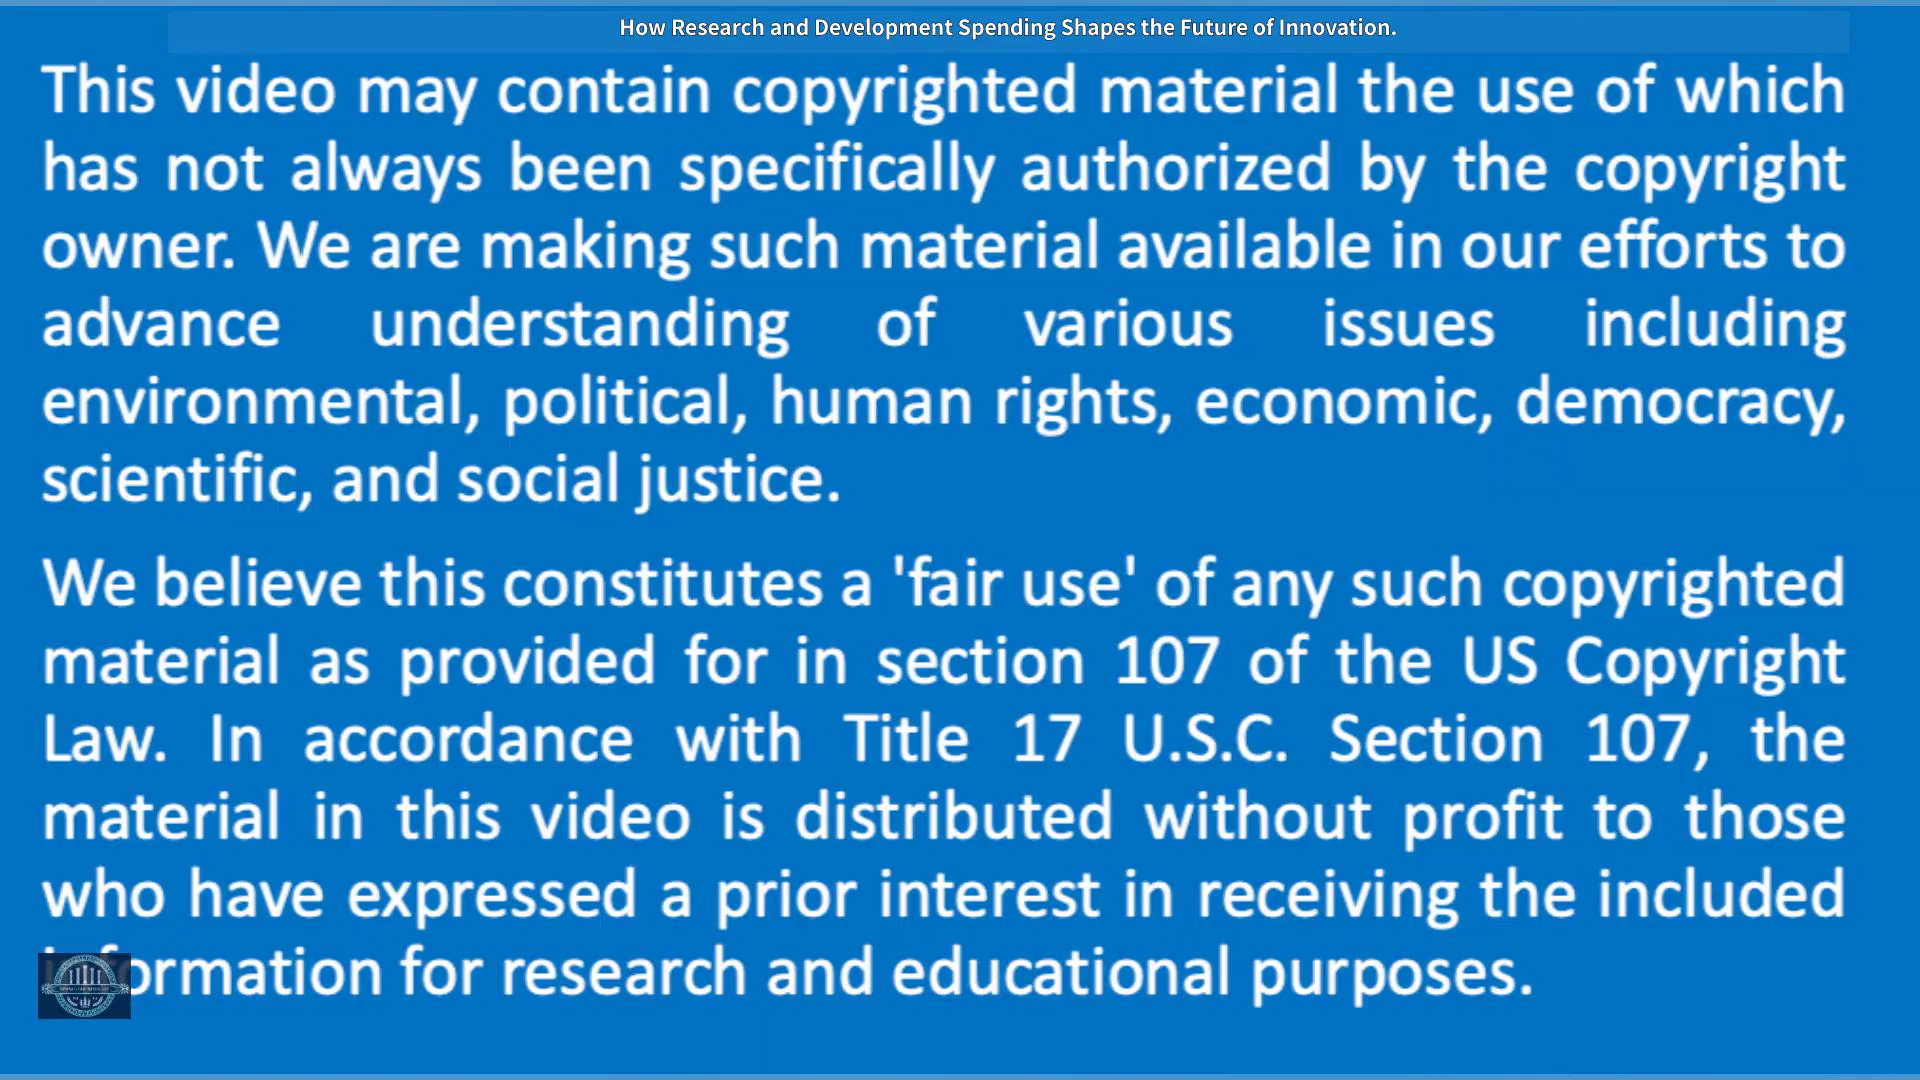 How Research and Development Spending Shapes the Future of Innovation.
This video may contain copyrighted material the use of which
has not always been specifically authorized by the copyright
owner. We are making such material available in our efforts to
advance understanding of various issues including
environmental, political, human rights, economic, democracy,
scientific, and social justice.
We believe this constitutes a 'fair use' of any such copyrighted
material as provided for in section 107 of the US Copyright
Law. In accordance with Title 17 U.S.C. Section 107, the
material in this video is distributed without profit to those
who have expressed a prior interest in receiving the included
information for research and educational purposes.